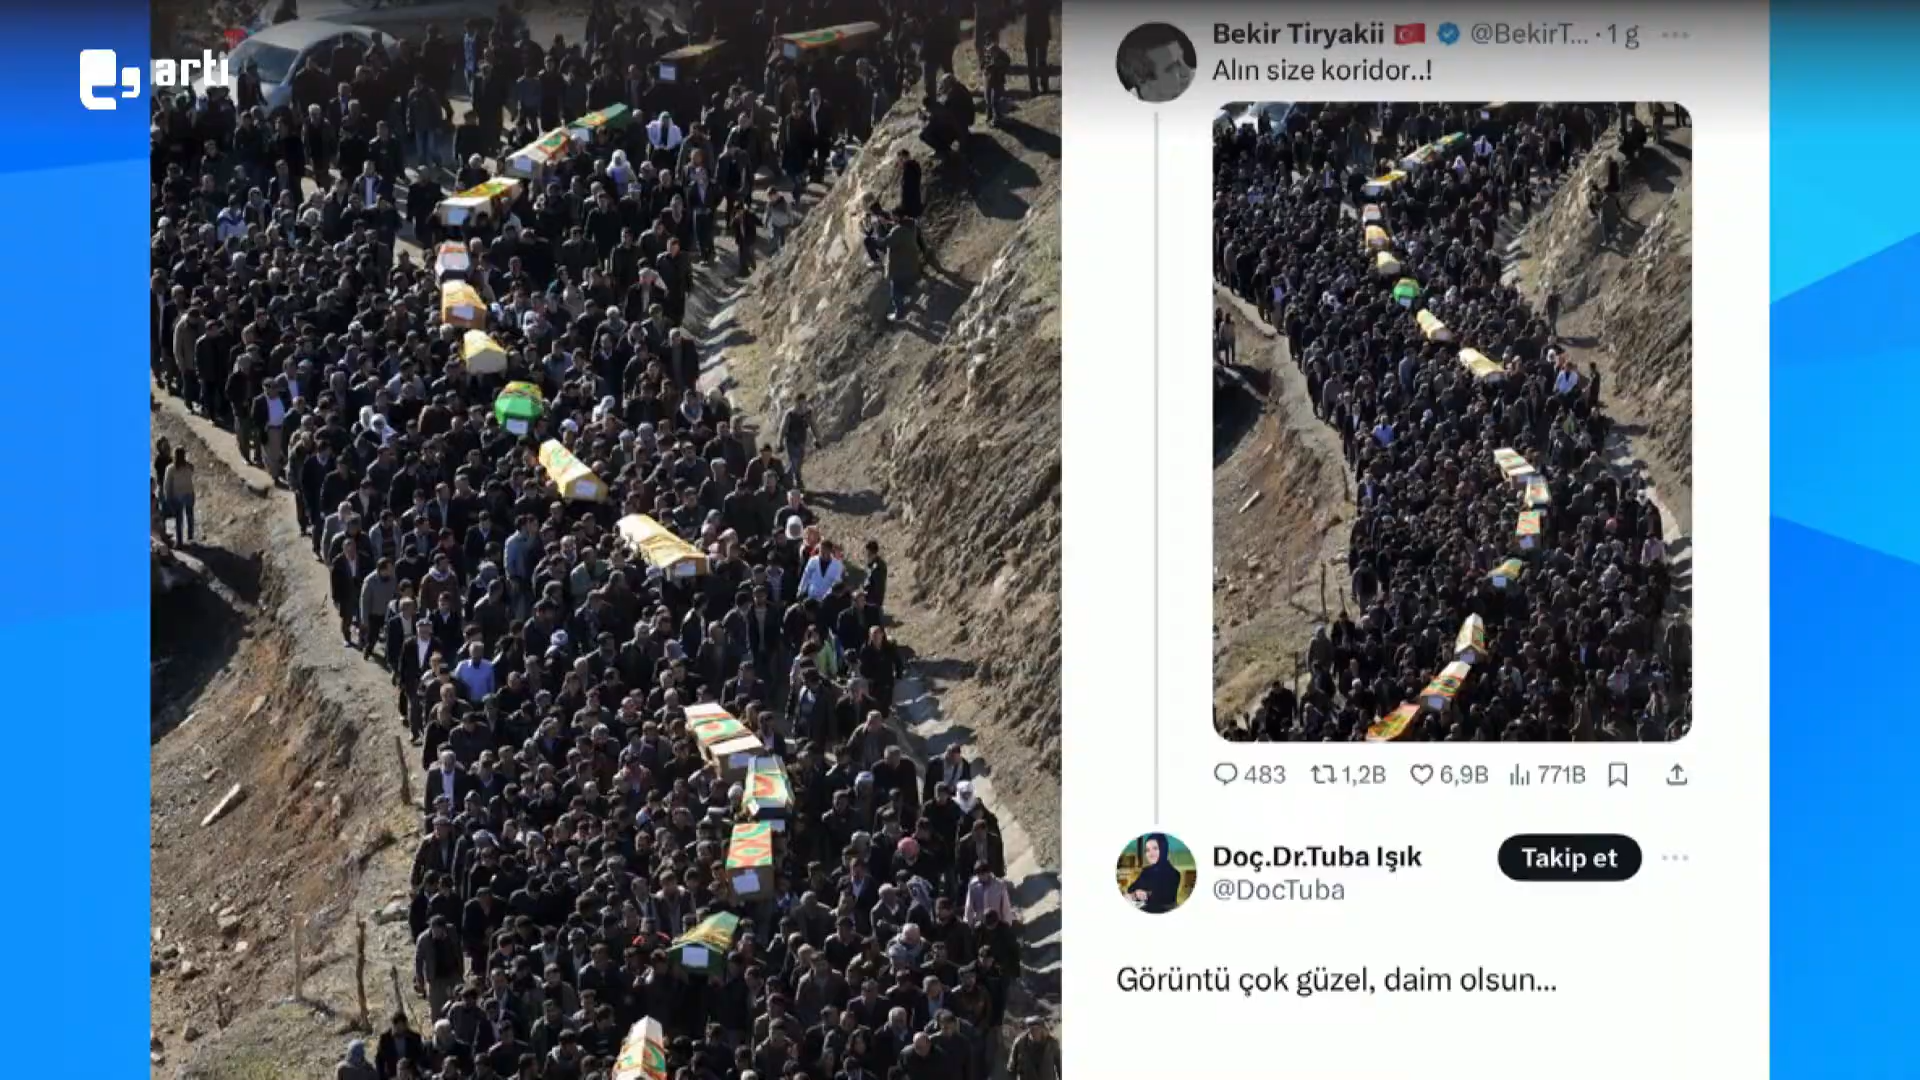 artı
Bekir Tiryakii @BekirT... · 1 g
Alın size koridor..!
483 1,2B 6,9B 771B
Doç.Dr.Tuba Işık
@DocTuba
Takip et
Görüntü çok güzel, daim olsun...